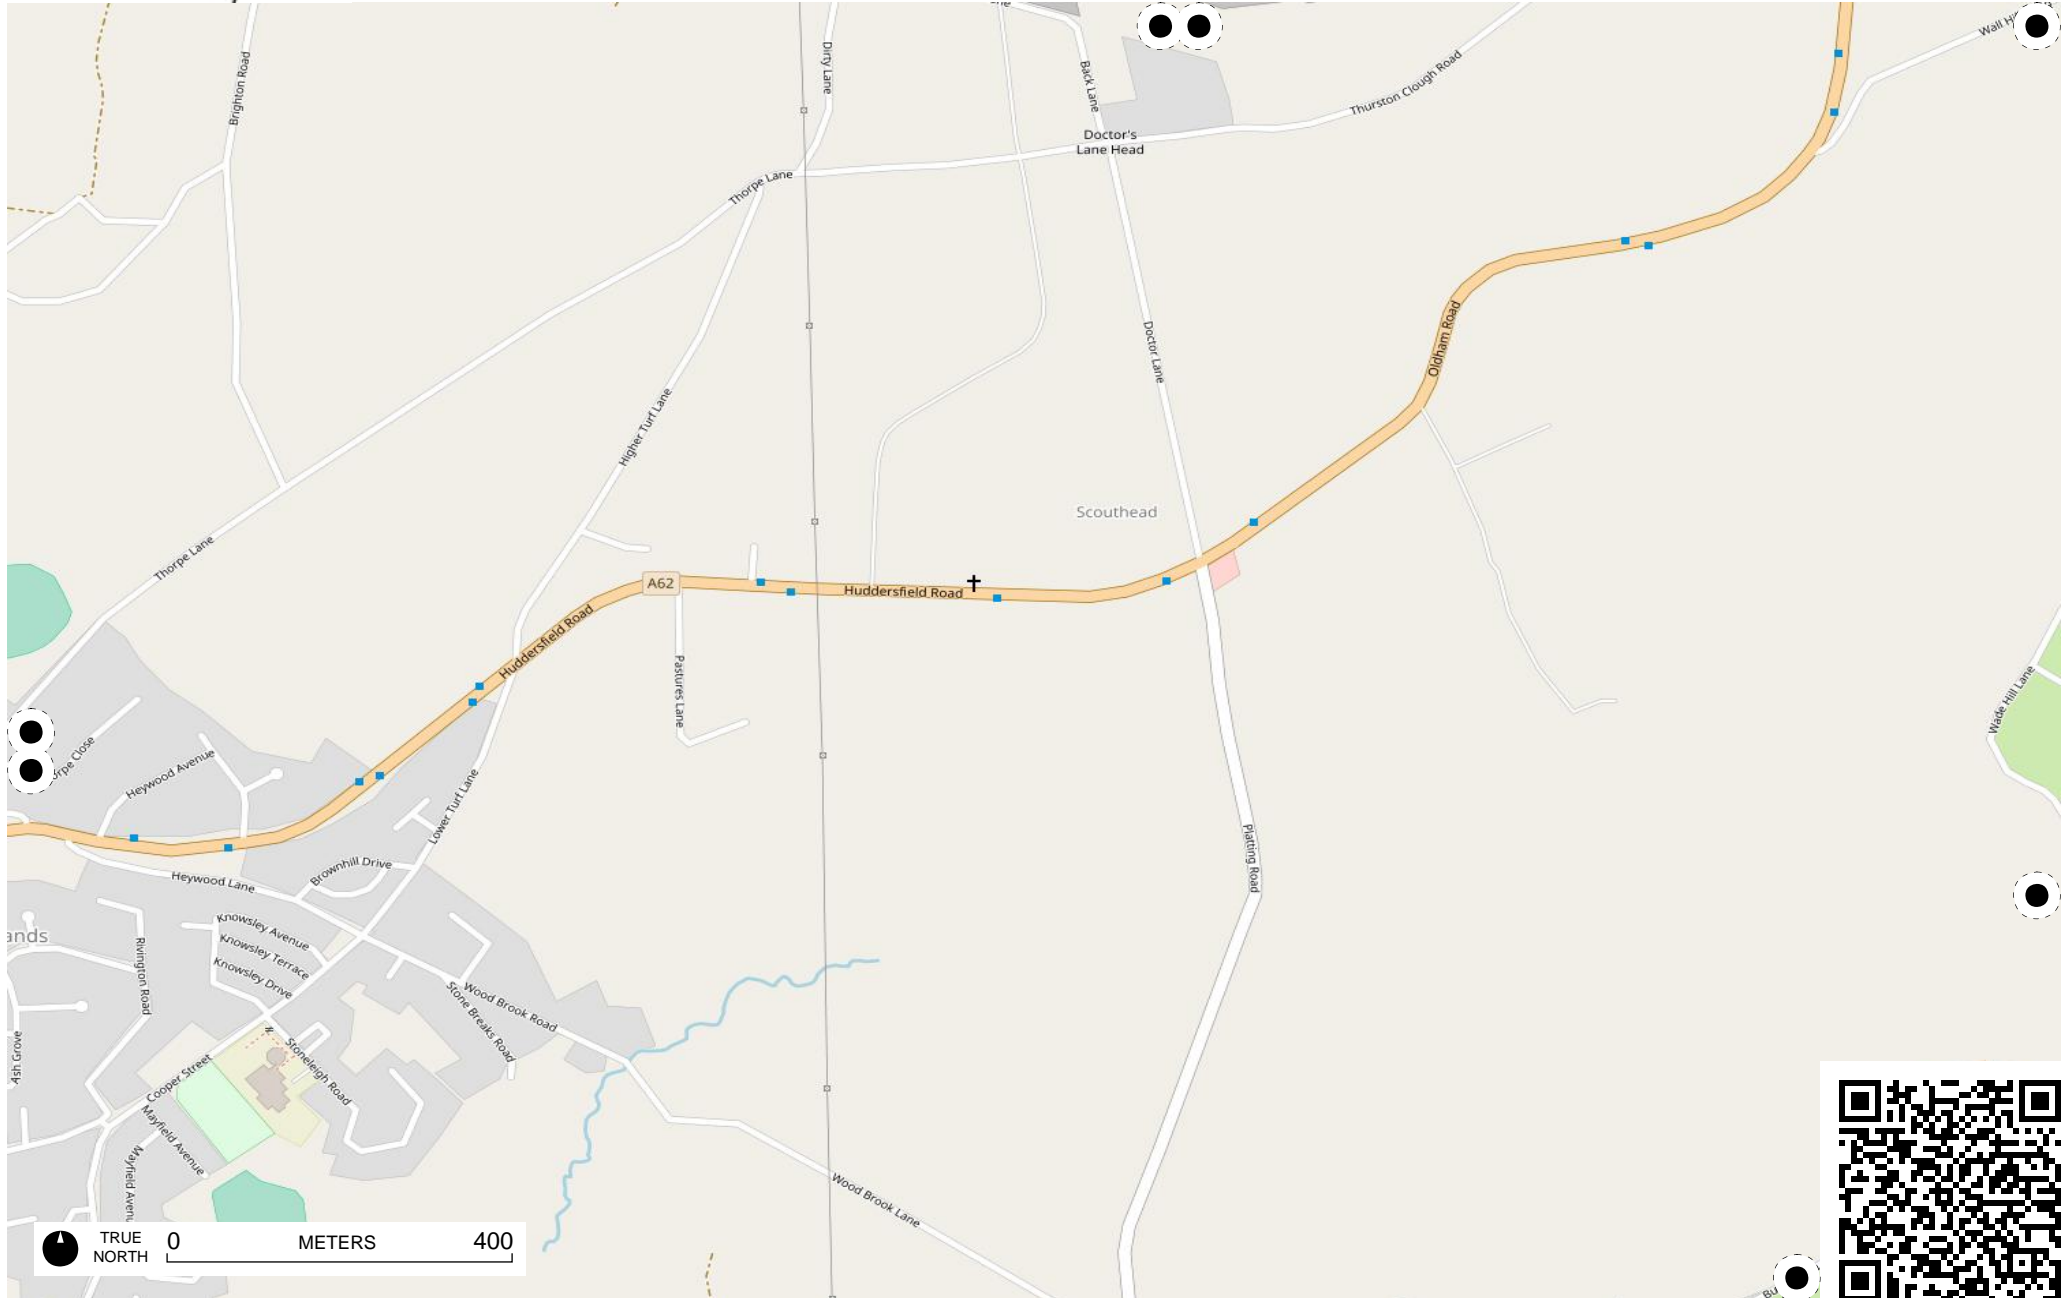 Brighton Road
Dirty Lane
Back Lane
Thurston Clough Road
Doctor's
Lane Head
Thorpe Lane
Oldham Road
Doctor Lane
Higher Turf Lane
Scouthead
Thorpe Lane
A62
Huddersfield Road
Huddersfield Road
Pastures Lane
Wade Hill Lane
Heywood Avenue
Lower Turf Lane
Platting Road
Brownhill Drive
Heywood Lane
Knowsley Avenue
Knowsley Terrace
Knowsley Drive
Rivington Road
Wood Brook Road
Stone Breaks Road
Ash Grove
Stoneleigh Road
Cooper Street
Mayfield Avenue
Wood Brook Lane
TRUE
NORTH
0 METERS 400